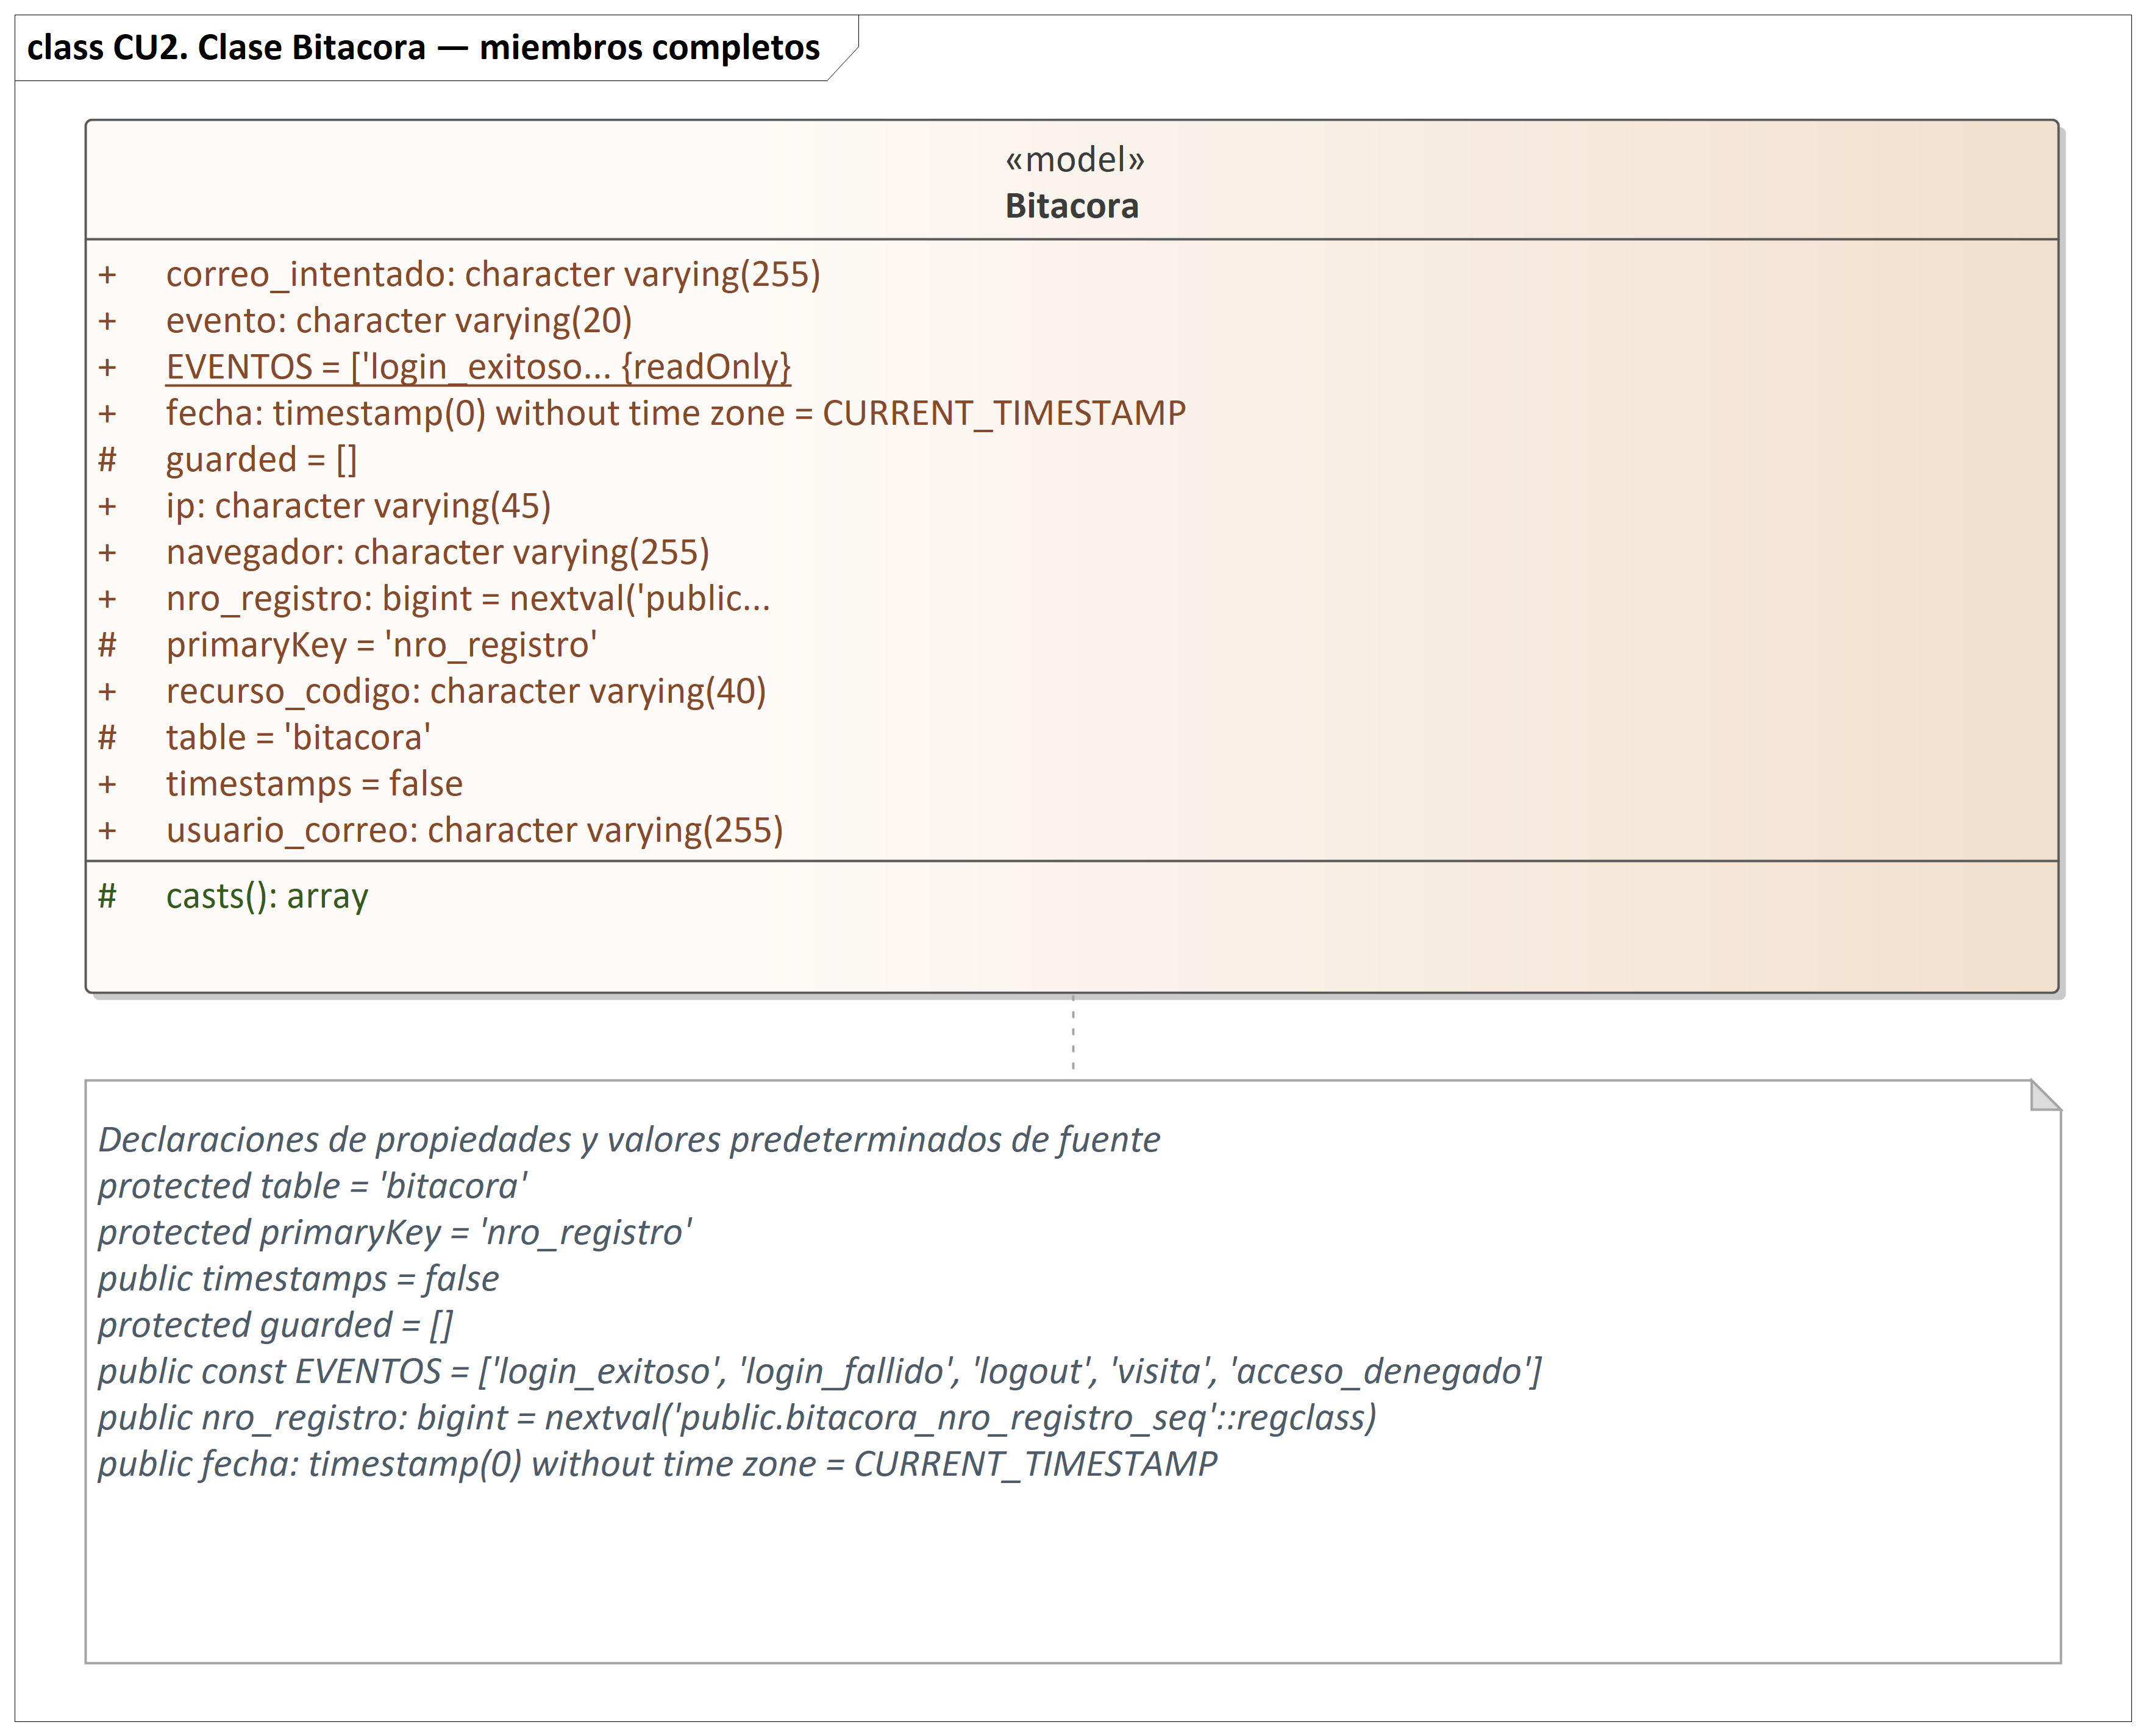 class CU2. Clase Bitacora — miembros completos
«model»
Bitacora
+ correo_intentado: character varying(255)
+ evento: character varying(20)
+ EVENTOS = ['login_exitoso... {readOnly}
+ fecha: timestamp(0) without time zone = CURRENT_TIMESTAMP
# guarded = []
+ ip: character varying(45)
+ navegador: character varying(255)
+ nro_registro: bigint = nextval('public...
# primaryKey = 'nro_registro'
+ recurso_codigo: character varying(40)
# table = 'bitacora'
+ timestamps = false
+ usuario_correo: character varying(255)
# casts(): array
Declaraciones de propiedades y valores predeterminados de fuente
protected table = 'bitacora'
protected primaryKey = 'nro_registro'
public timestamps = false
protected guarded = []
public const EVENTOS = ['login_exitoso', 'login_fallido', 'logout', 'visita', 'acceso_denegado']
public nro_registro: bigint = nextval('public.bitacora_nro_registro_seq'::regclass)
public fecha: timestamp(0) without time zone = CURRENT_TIMESTAMP